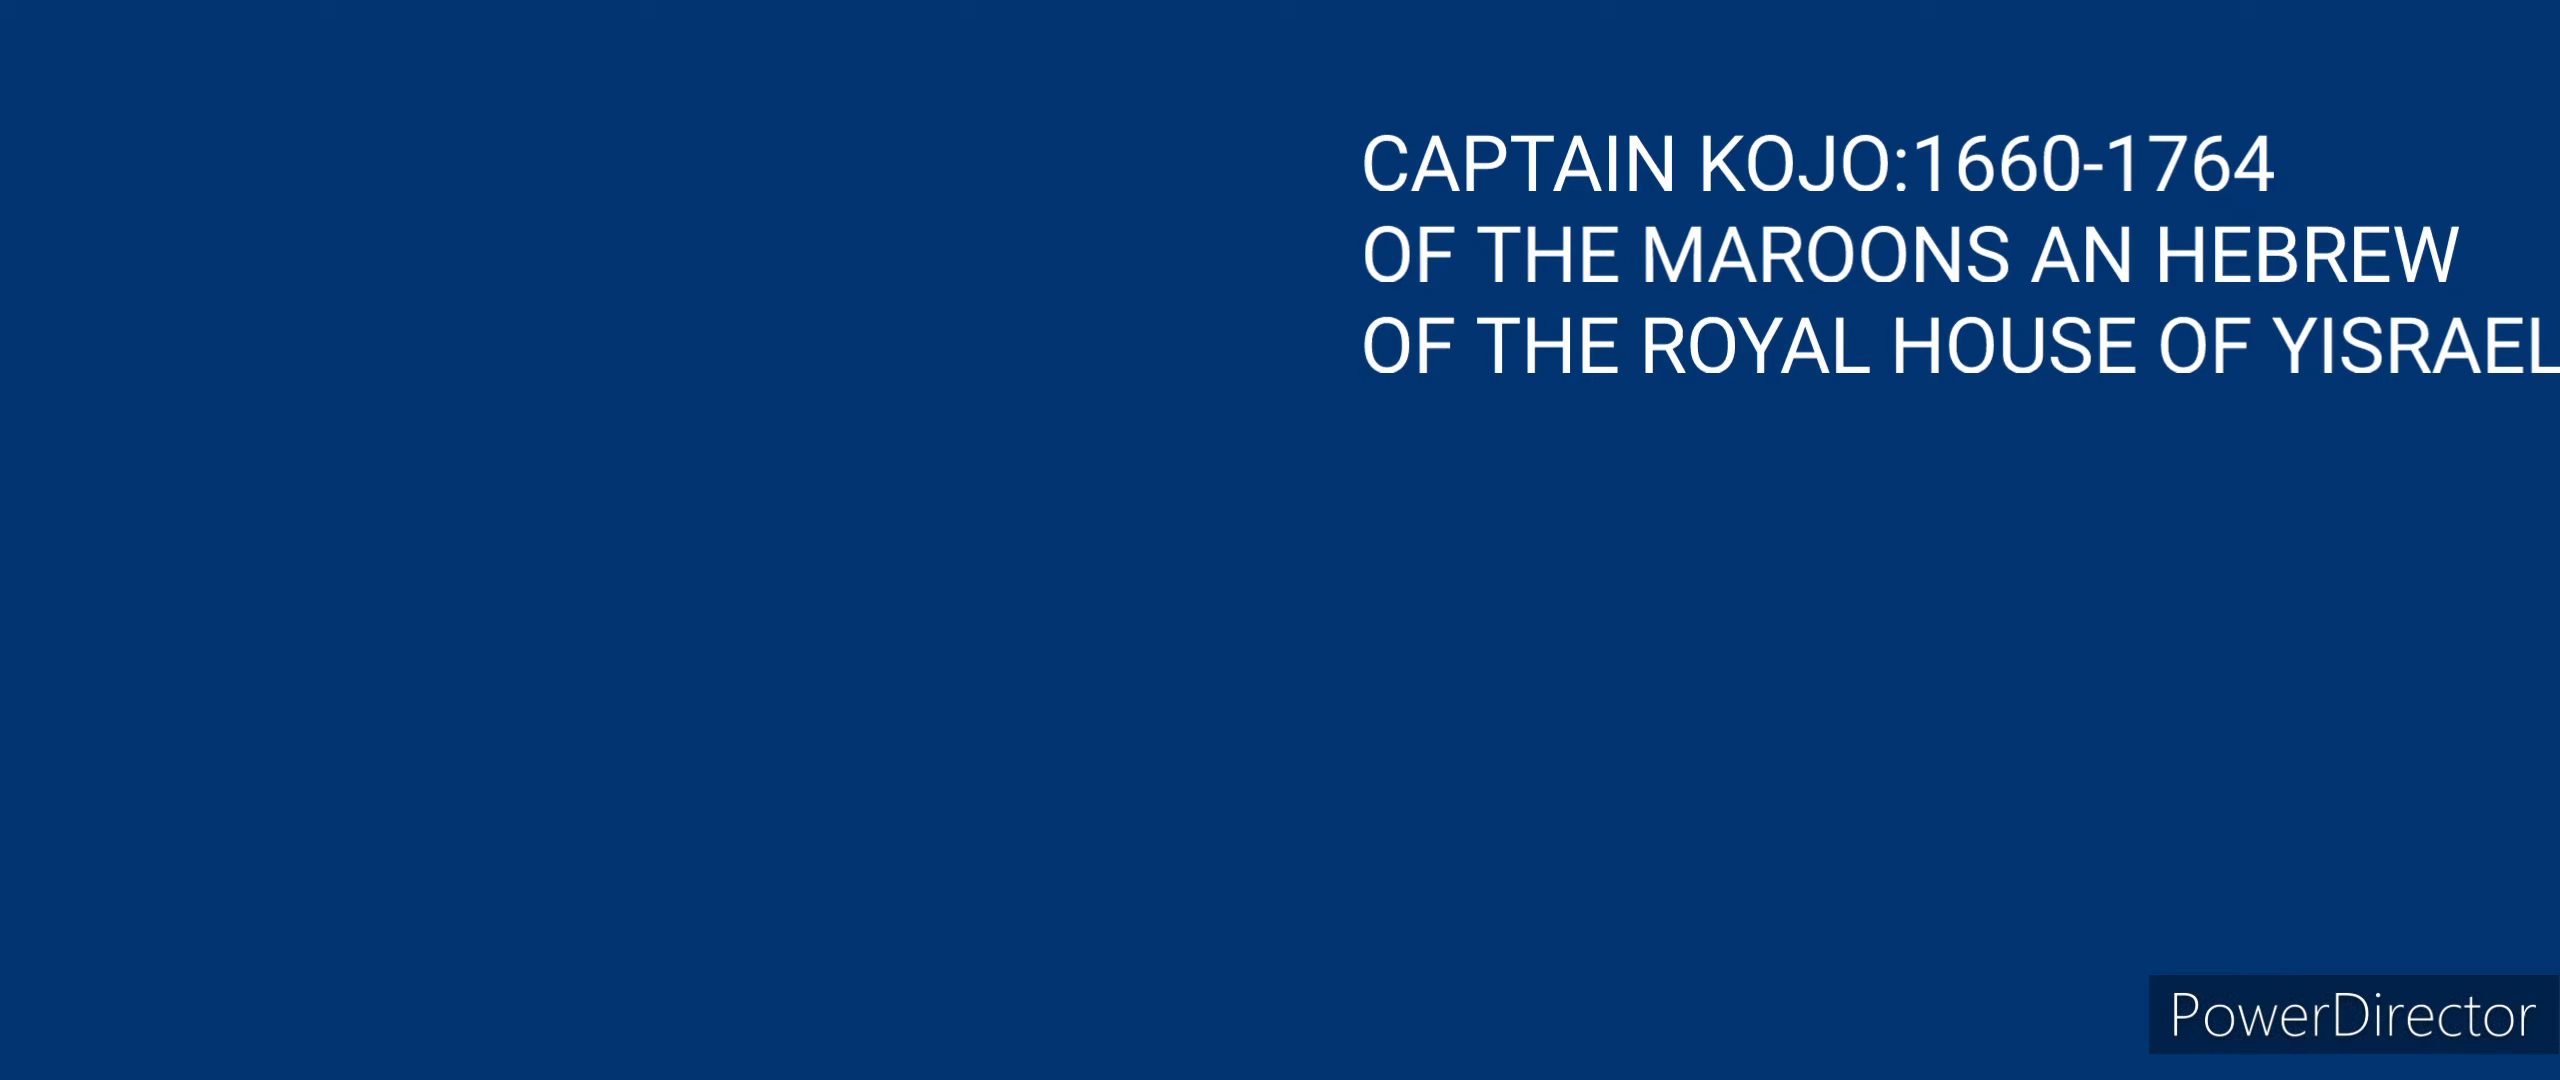 CAPTAIN KOJO:1660-1764
OF THE MAROONS AN HEBREW
OF THE ROYAL HOUSE OF YISRAEL
PowerDirector